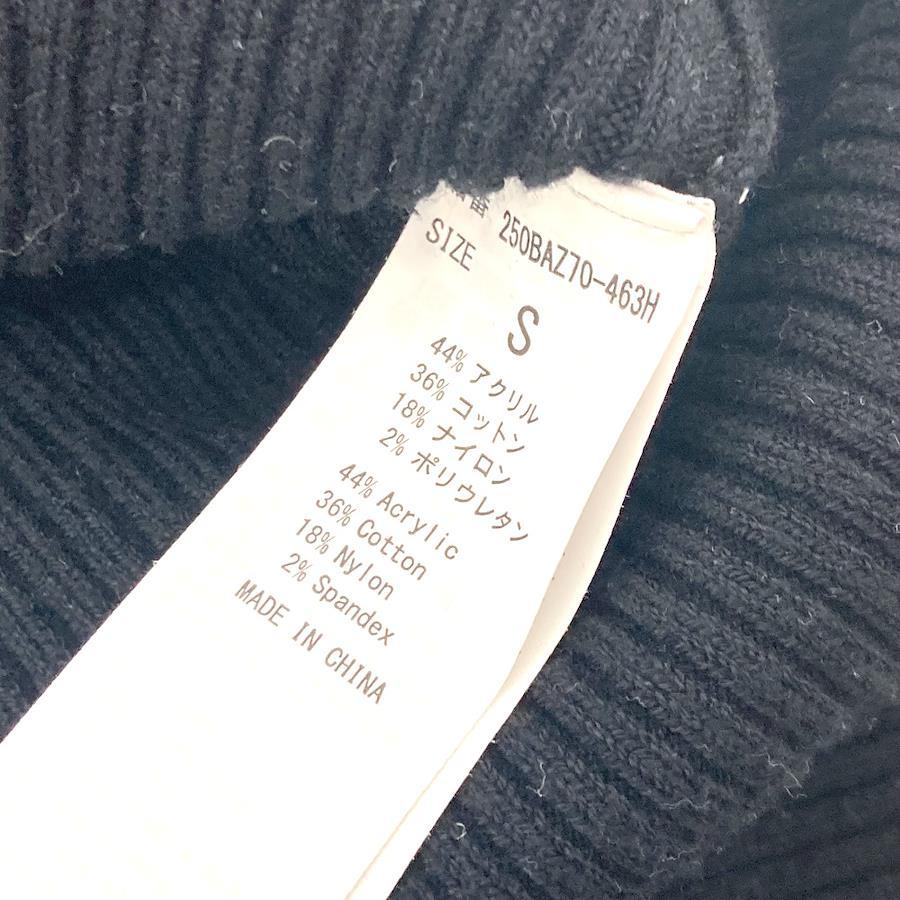 番 250BAZ70-463H
SIZE S
44% アクリル
36% コットン
18% ナイロン
2% ポリウレタン
44% Acrylic
36% Cotton
18% Nylon
2% Spandex
MADE IN CHINA